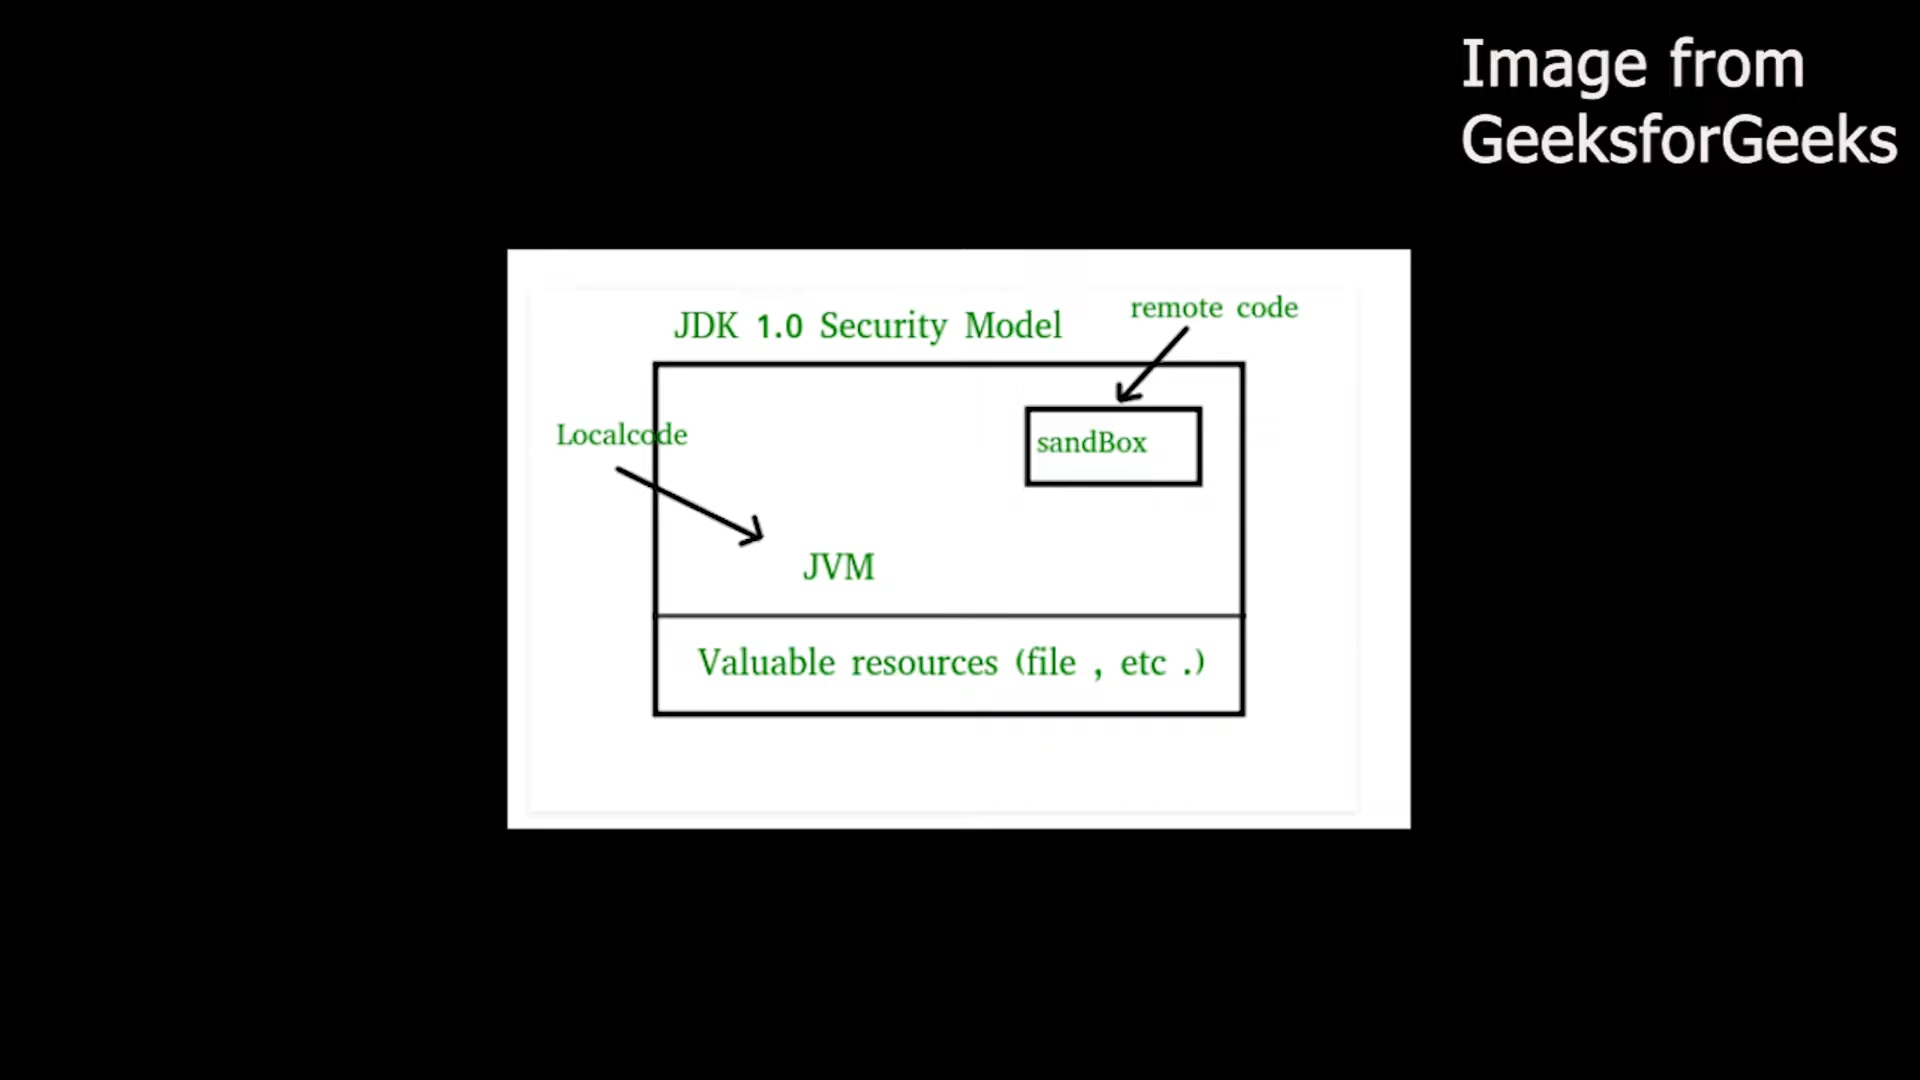 Image from
GeeksforGeeks
JDK 1.0 Security Model
remote code
Localcode
sandBox
JVM
Valuable resources (file , etc .)